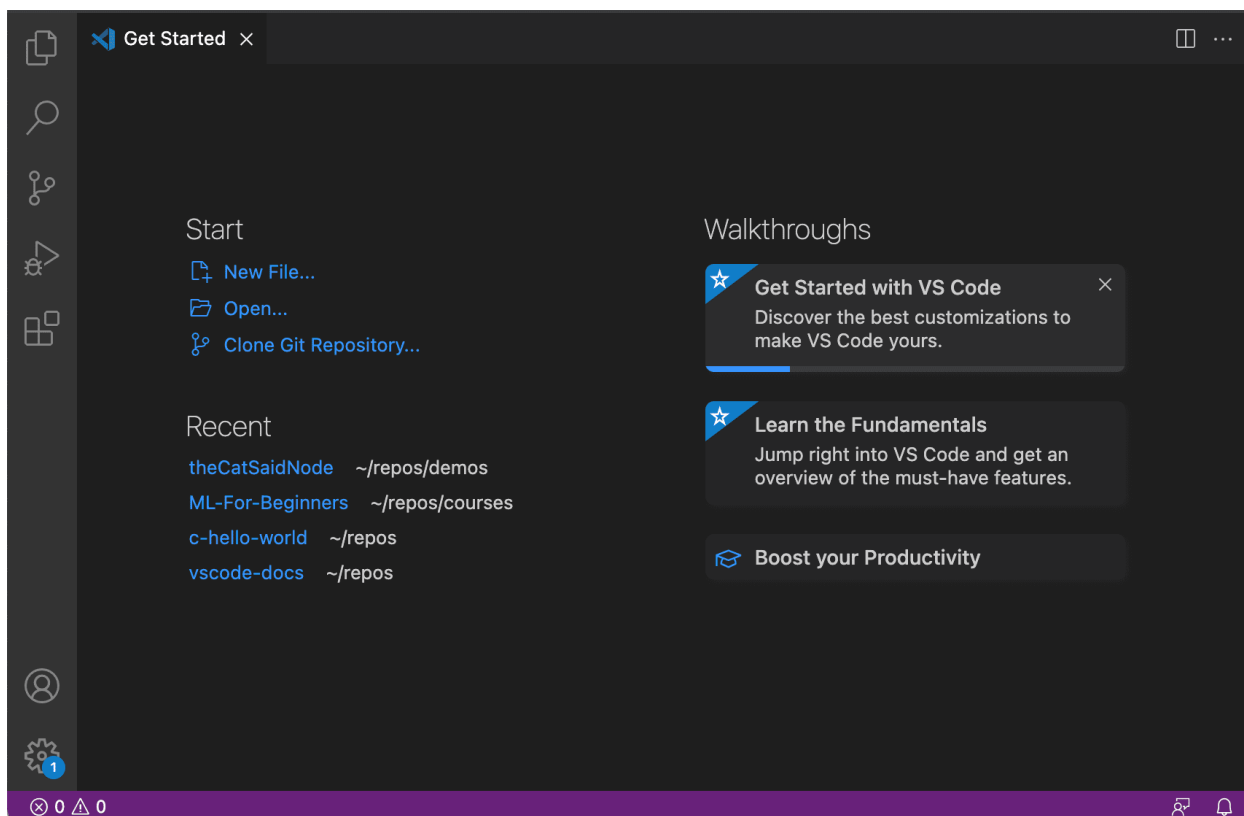 Get Started
Start
New File...
Open...
Clone Git Repository...
Recent
theCatSaidNode ~/repos/demos
ML-For-Beginners ~/repos/courses
c-hello-world ~/repos
vscode-docs ~/repos
Walkthroughs
Get Started with VS Code
Discover the best customizations to
make VS Code yours.
Learn the Fundamentals
Jump right into VS Code and get an
overview of the must-have features.
Boost your Productivity
1
0 0